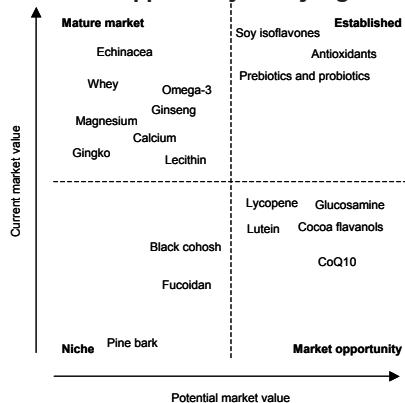 Mature market
Established
Soy isoflavones
Echinacea
Antioxidants
Prebiotics and probiotics
Whey
Omega-3
Ginseng
Magnesium
Calcium
Gingko
Lecithin
Current market value
Lycopene
Glucosamine
Lutein
Cocoa flavanols
Black cohosh
CoQ10
Fucoidan
Pine bark
Niche
Market opportunity
Potential market value